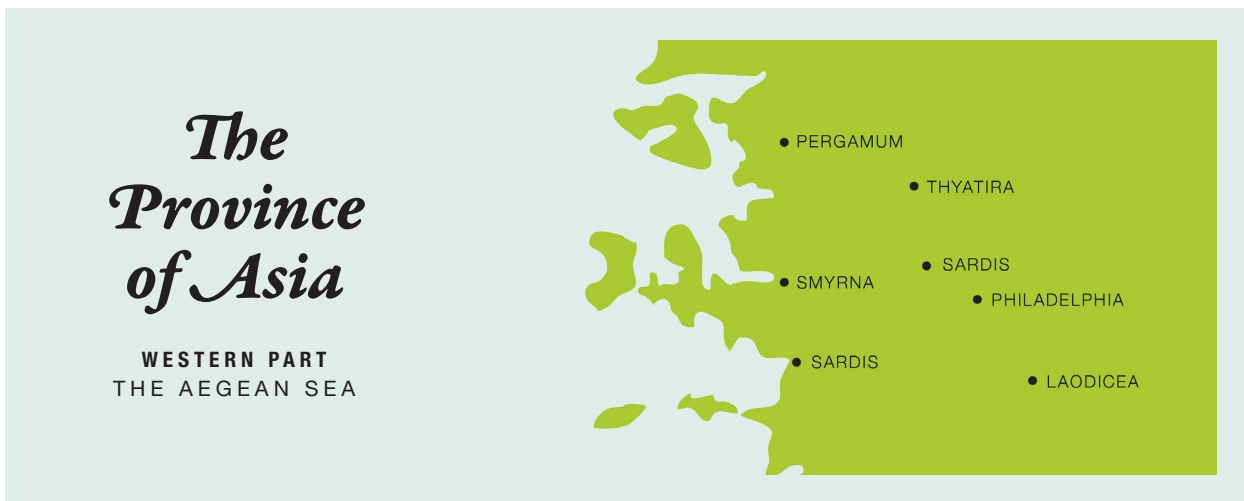 The
Province
of Asia
WESTERN PART
THE AEGEAN SEA
PERGAMUM
THYATIRA
SARDIS
SMYRNA
PHILADELPHIA
SARDIS
LAODICEA